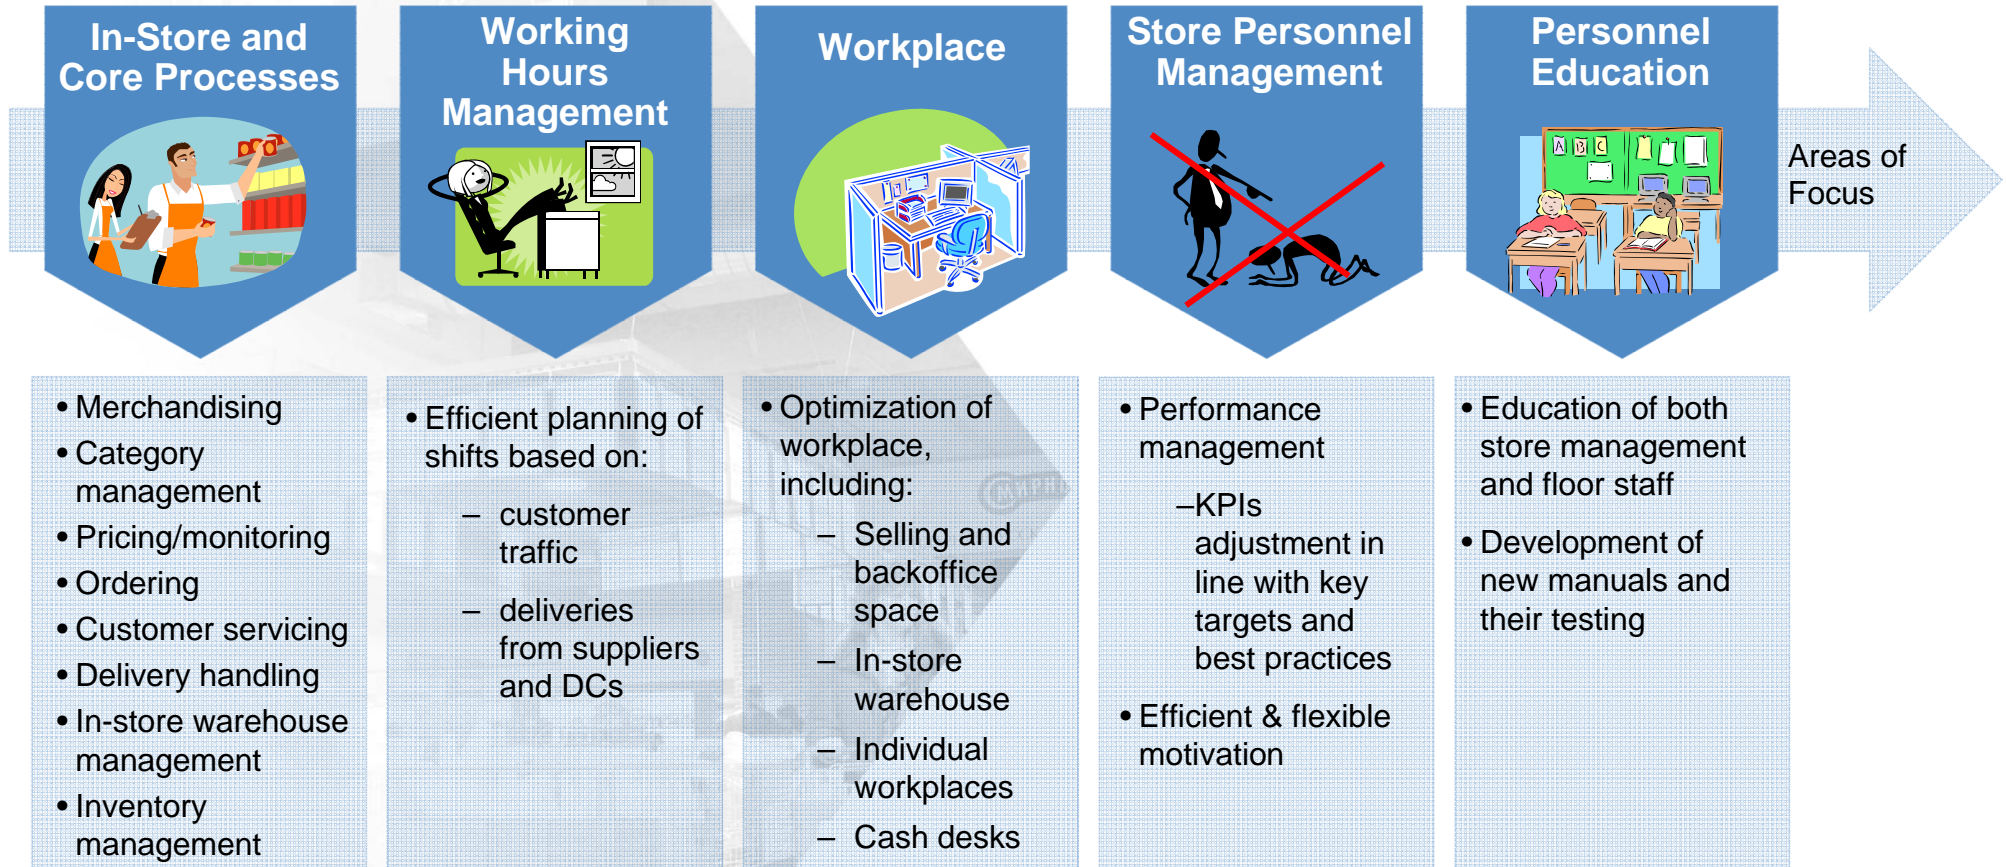 In-Store and
Core Processes
Working
Hours
Management
Workplace
Store Personnel
Management
Personnel
Education
A B C
Areas of
Focus
• Merchandising
• Category
management
• Pricing/monitoring
• Ordering
• Customer servicing
• Delivery handling
• In-store warehouse
management
• Inventory
management
• Efficient planning of
shifts based on:
– customer
traffic
– deliveries
from suppliers
and DCs
• Optimization of
workplace,
including:
– Selling and
backoffice
space
– In-store
warehouse
– Individual
workplaces
– Cash desks
• Performance
management
–KPIs
adjustment in
line with key
targets and
best practices
• Efficient & flexible
motivation
• Education of both
store management
and floor staff
• Development of
new manuals and
their testing